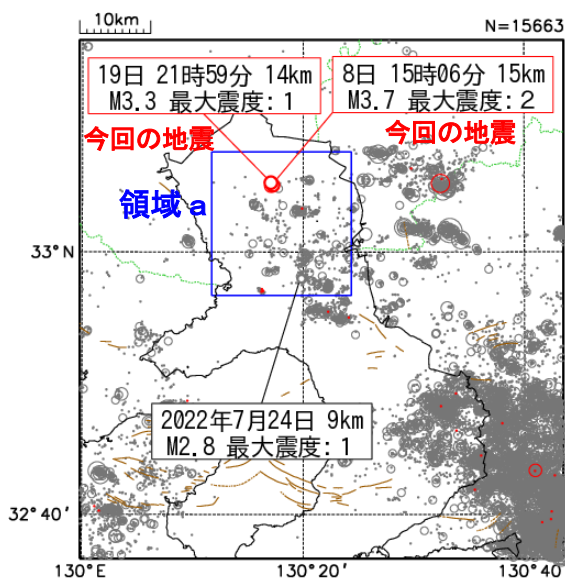 10km
N=15663
19日 21時59分 14km
M3.3 最大震度:1
8日 15時06分 15km
M3.7 最大震度:2
今回の地震
今回の地震
領域a
33°N
2022年7月24日 9km
M2.8 最大震度:1
32°40′
130°E
130°20′
130°40′